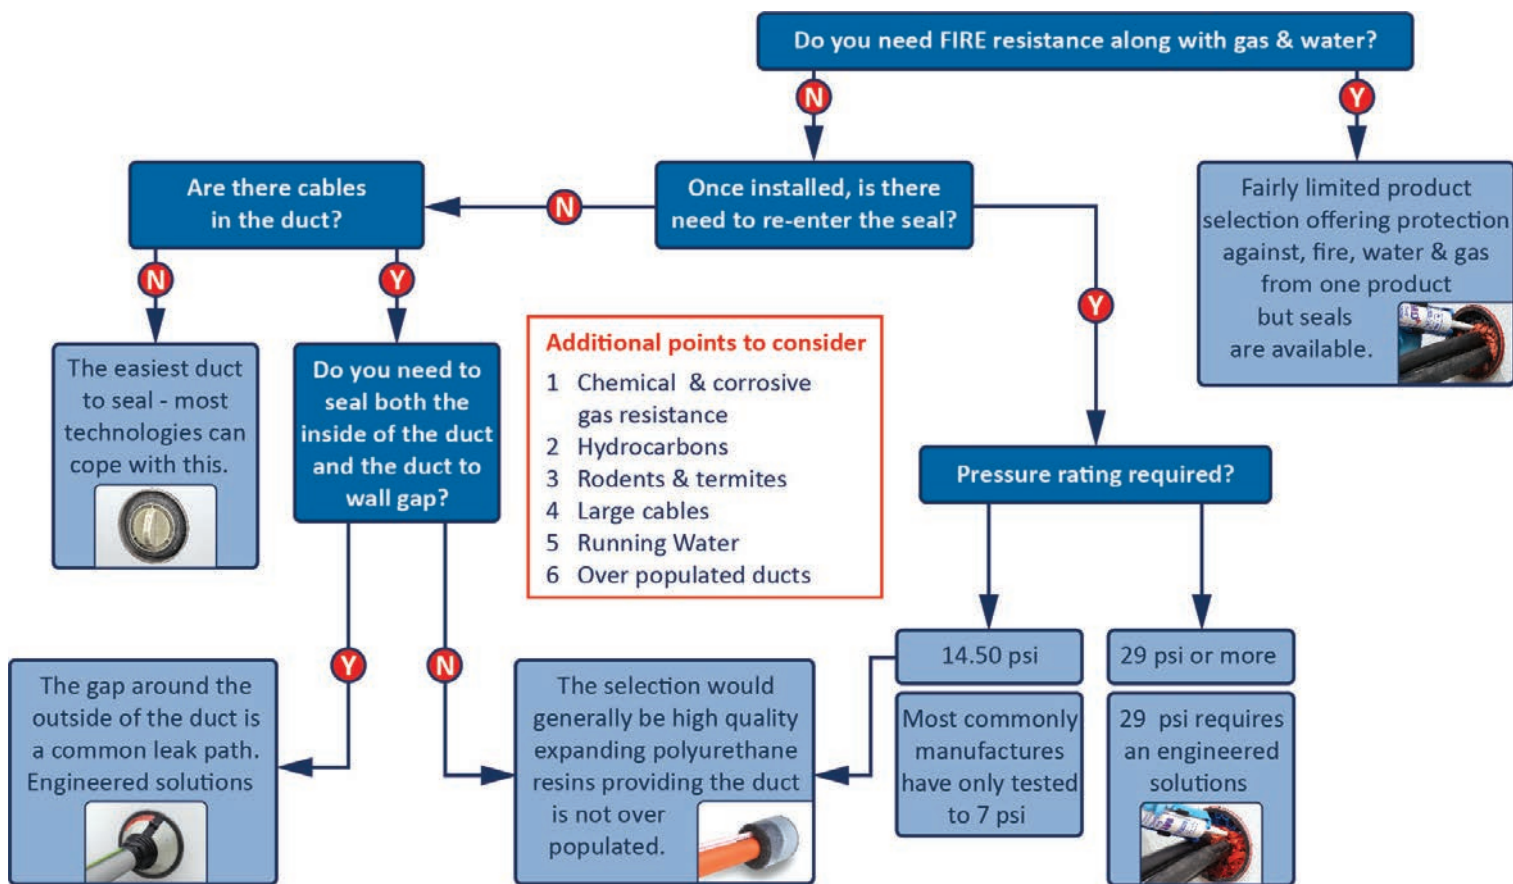 Do you need FIRE resistance along with gas & water?
N
Y
Are there cables
in the duct?
N
Once installed, is there
need to re-enter the seal?
Fairly limited product
selection offering protection
against, fire, water & gas
from one product
but seals
are available.
N
Y
Y
The easiest duct
to seal - most
technologies can
cope with this.
Do you need to
seal both the
inside of the duct
and the duct to
wall gap?
Additional points to consider
1 Chemical & corrosive
gas resistance
2 Hydrocarbons
3 Rodents & termites
4 Large cables
5 Running Water
6 Over populated ducts
Pressure rating required?
Y
N
14.50 psi
29 psi or more
The gap around the
outside of the duct is
a common leak path.
Engineered solutions
The selection would
generally be high quality
expanding polyurethane
resins providing the duct
is not over
populated.
Most commonly
manufactures
have only tested
to 7 psi
29 psi requires
an engineered
solutions